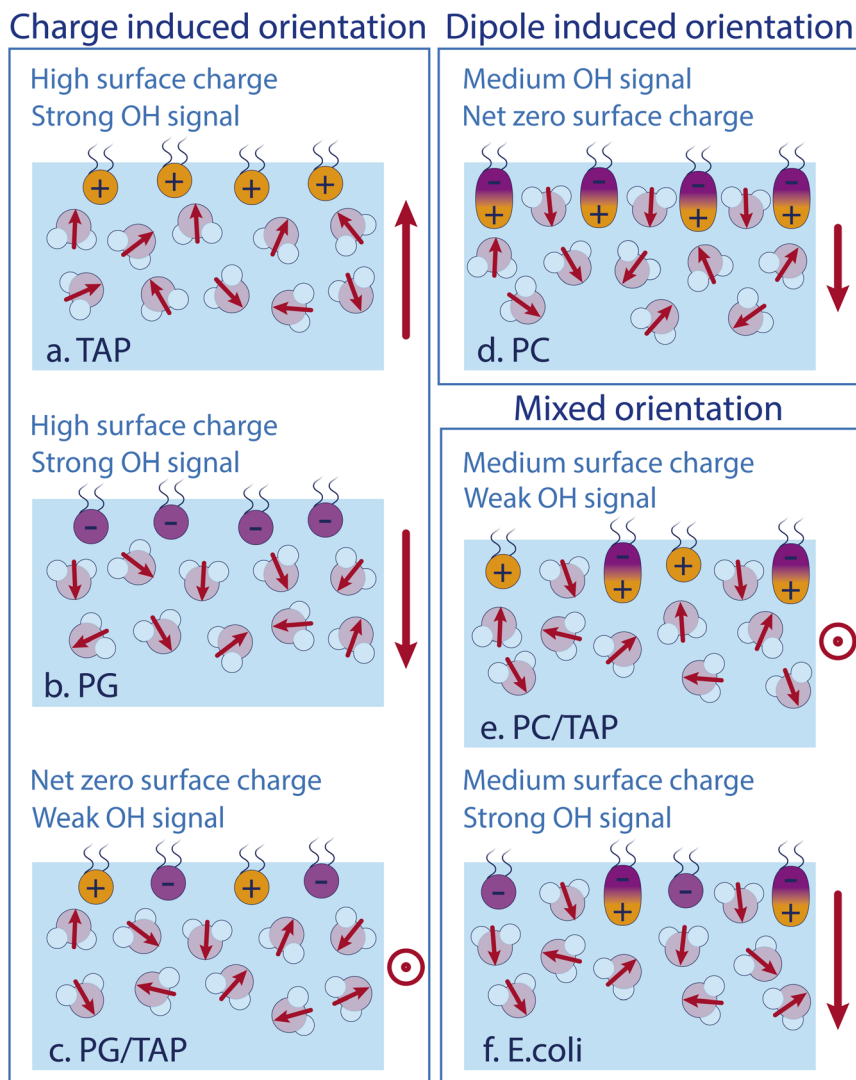 Charge induced orientation
High surface charge
Strong OH signal
+ + + +
a. TAP
High surface charge
Strong OH signal
- - - -
b. PG
Net zero surface charge
Weak OH signal
+ - + -
c. PG/TAP
Dipole induced orientation
Medium OH signal
Net zero surface charge
- - - -
+ + + +
d. PC
Mixed orientation
Medium surface charge
Weak OH signal
+ - + -
+ +
e. PC/TAP
Medium surface charge
Strong OH signal
- - - -
+ +
f. E.coli